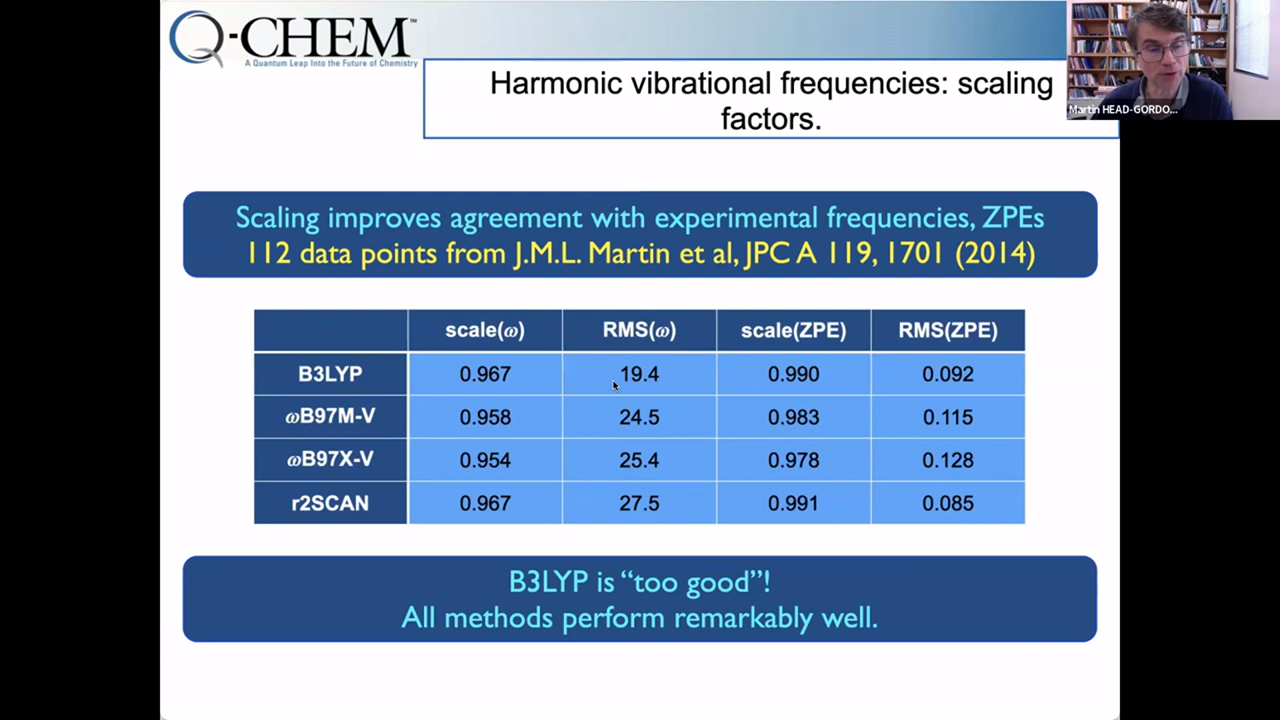 Q-CHEM™
A Quantum Leap Into the Future of Chemistry
Harmonic vibrational frequencies: scaling
factors.
Martin HEAD-GORDO...
Scaling improves agreement with experimental frequencies, ZPEs
112 data points from J.M.L. Martin et al, JPC A 119, 1701 (2014)
scale(ω) RMS(ω) scale(ZPE) RMS(ZPE)
B3LYP 0.967 19.4 0.990 0.092
ωB97M-V 0.958 24.5 0.983 0.115
ωB97X-V 0.954 25.4 0.978 0.128
r2SCAN 0.967 27.5 0.991 0.085
B3LYP is “too good”!
All methods perform remarkably well.